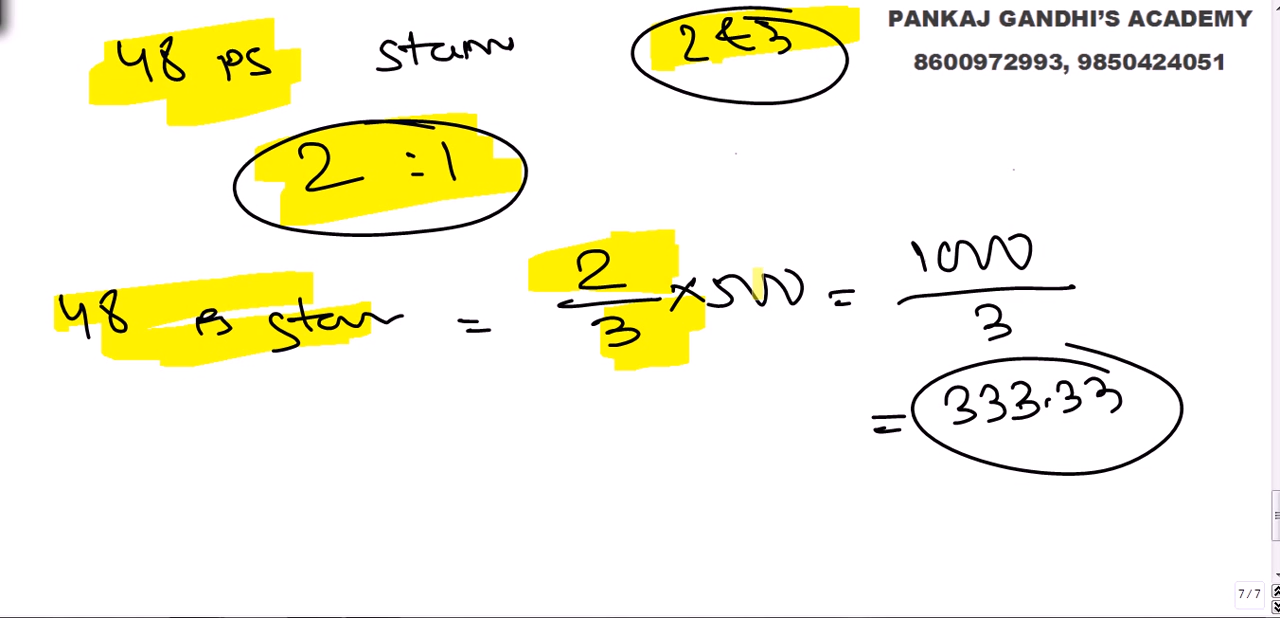 48 ps stam 2 & 3 PANKAJ GANDHI'S ACADEMY
8600972993, 9850424051
2 : 1
48 ps stam = 2/3 × 500 = 1000/3
= 333.33
7 / 7